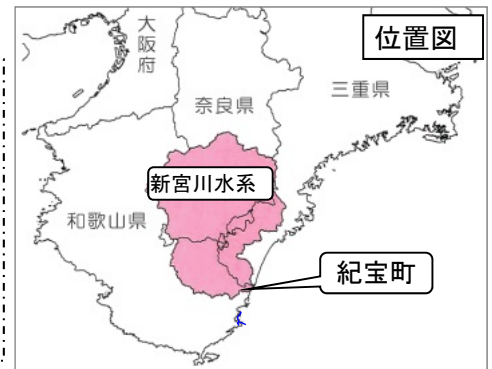 位置図
大阪府
三重県
奈良県
新宮川水系
和歌山県
紀宝町